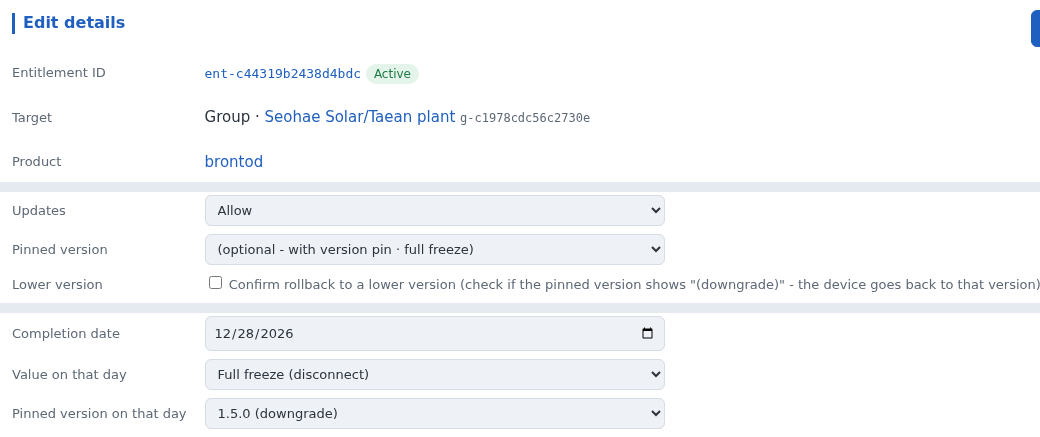 Edit details
Entitlement ID ent-c44319b2438d4bdc Active
Target Group · Seohae Solar/Taean plant g-c1978cdc56c2730e
Product brontod
Updates Allow
Pinned version (optional - with version pin · full freeze)
Lower version Confirm rollback to a lower version (check if the pinned version shows "(downgrade)" - the device goes back to that version)
Completion date 12/28/2026
Value on that day Full freeze (disconnect)
Pinned version on that day 1.5.0 (downgrade)